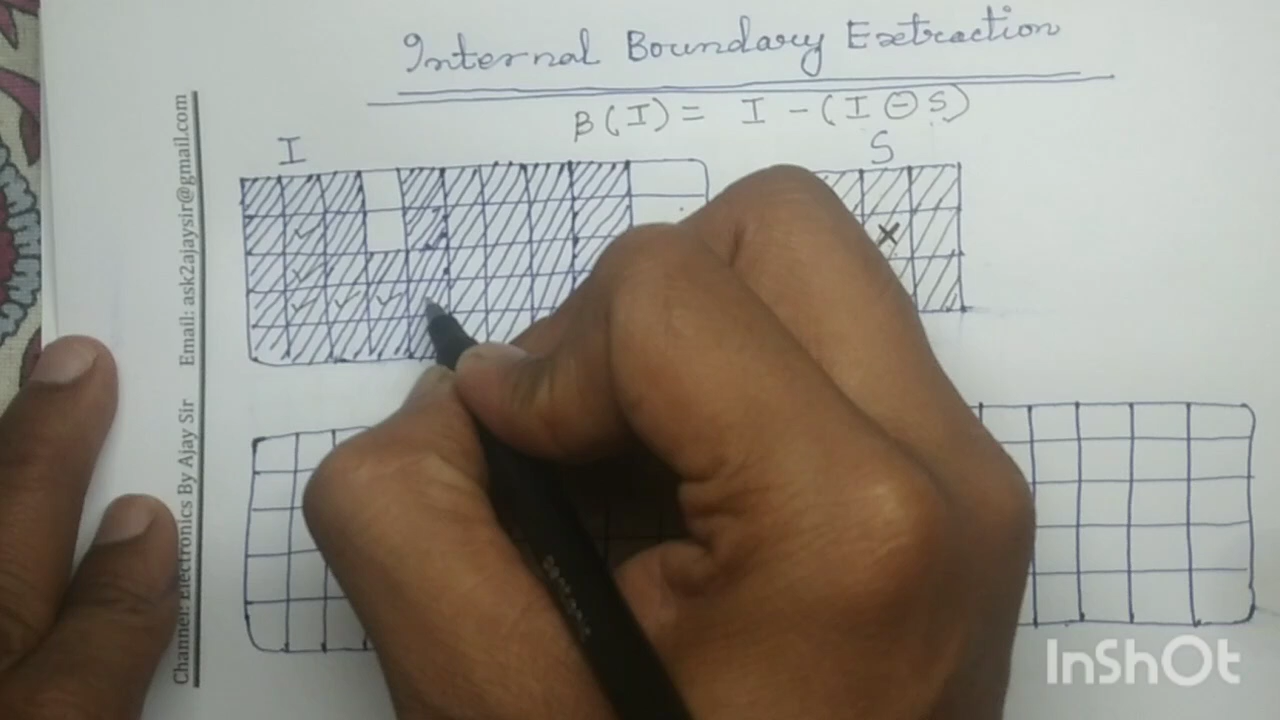 Internal Boundary Extraction
β(I) = I - (I ⊖ S)
I
S
Channel: Electronics By Ajay Sir Email: ask2ajaysir@gmail.com
InShOt